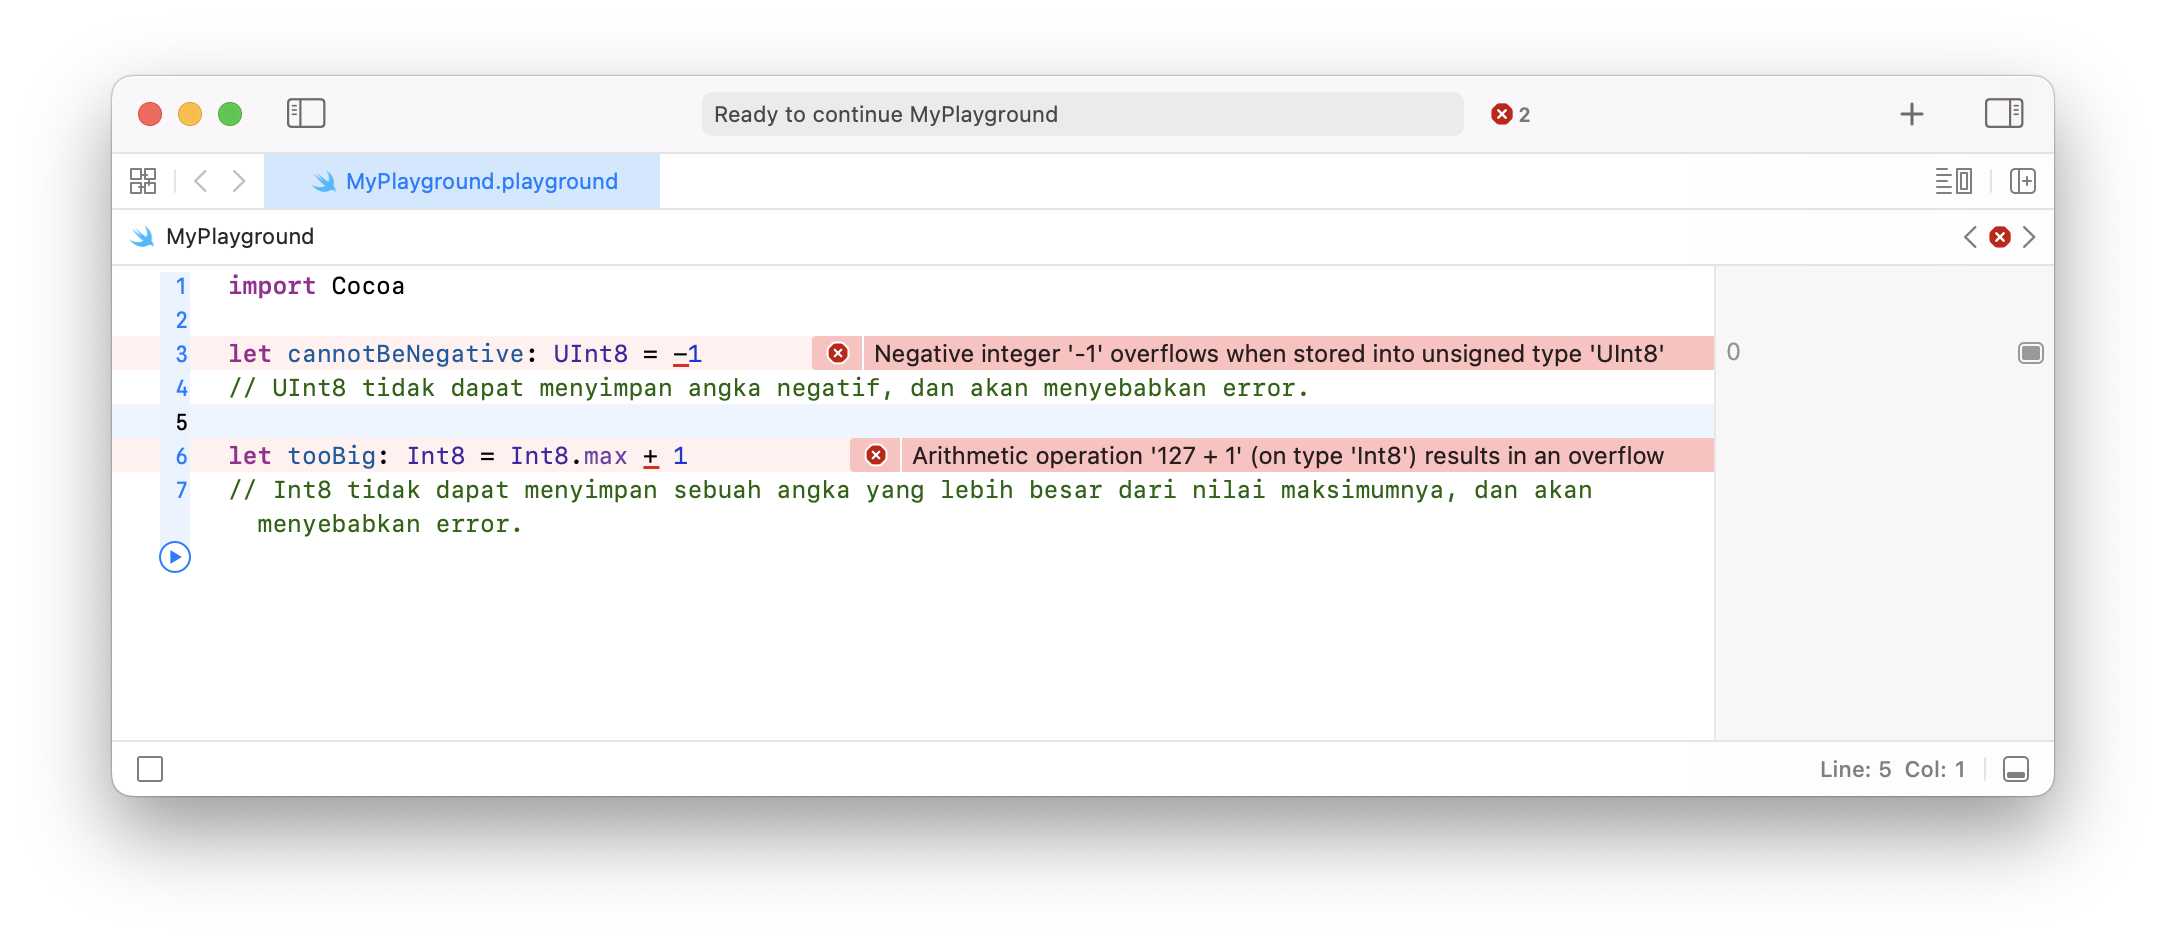 Ready to continue MyPlayground
2
MyPlayground.playground
MyPlayground
1 import Cocoa
2
3 let cannotBeNegative: UInt8 = -1 Negative integer '-1' overflows when stored into unsigned type 'UInt8' 0
4 // UInt8 tidak dapat menyimpan angka negatif, dan akan menyebabkan error.
5
6 let tooBig: Int8 = Int8.max + 1 Arithmetic operation '127 + 1' (on type 'Int8') results in an overflow
7 // Int8 tidak dapat menyimpan sebuah angka yang lebih besar dari nilai maksimumnya, dan akan
menyebabkan error.
Line: 5 Col: 1